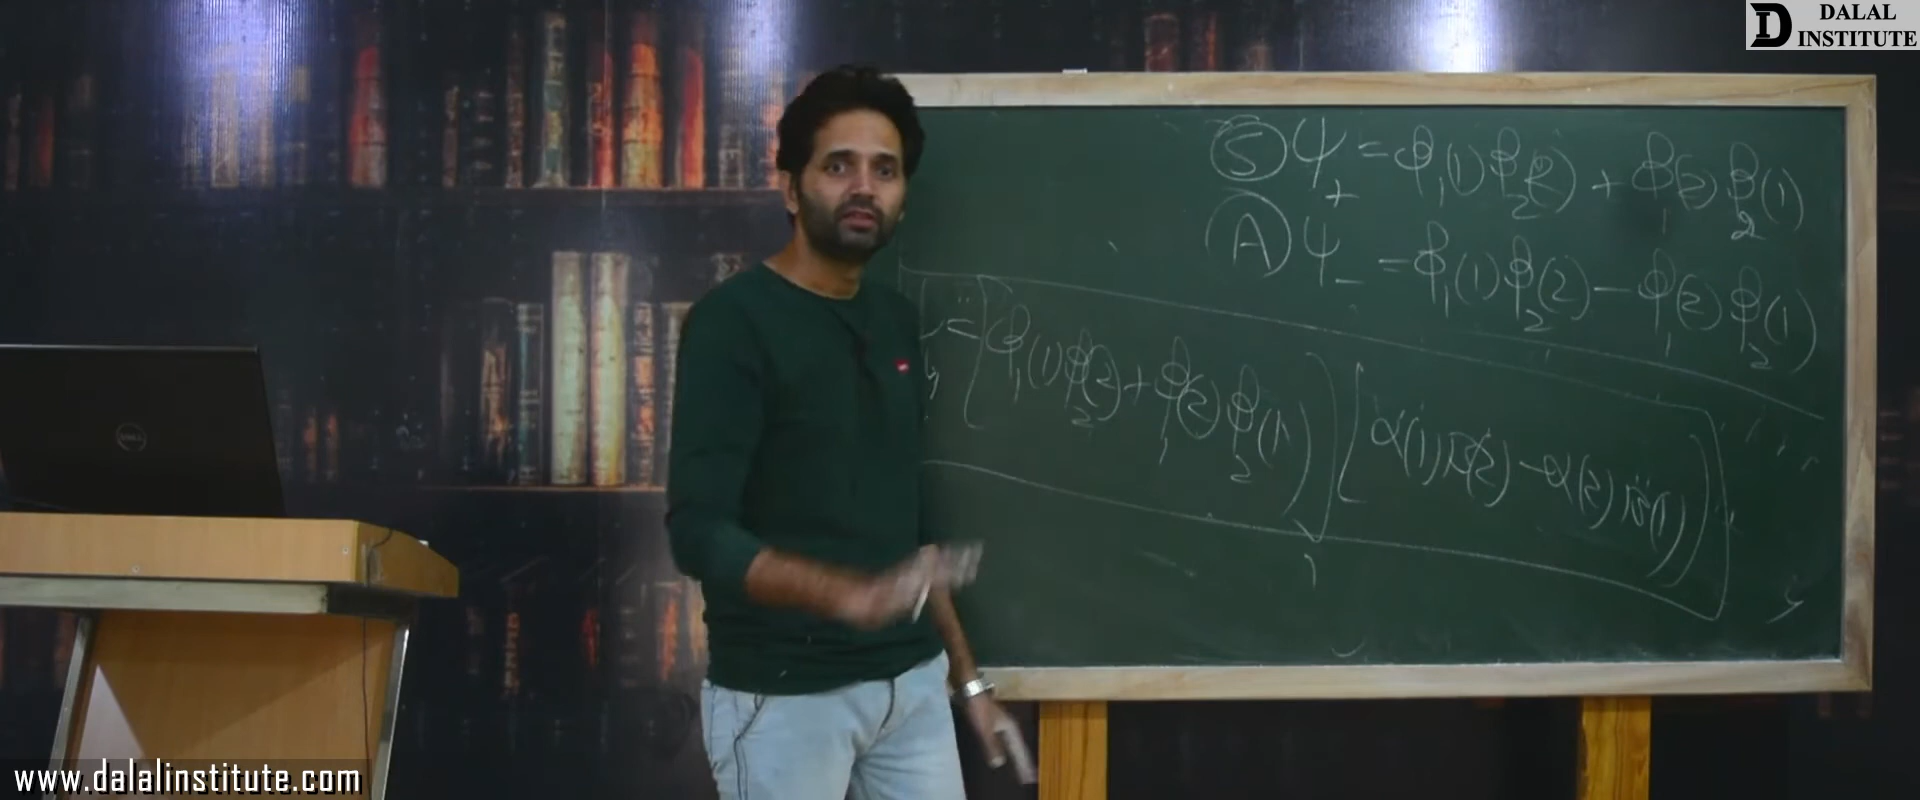 DALAL
INSTITUTE
Ⓢ ψ₊ = φ₁(1) φ₂(2) + φ₁(2) φ₂(1)
Ⓐ ψ₋ = φ₁(1) φ₂(2) − φ₁(2) φ₂(1)
= [φ₁(1) φ₂(2) + φ₁(2) φ₂(1)] [α(1) β(2) − α(2) β(1)]
DELL
www.dalalinstitute.com